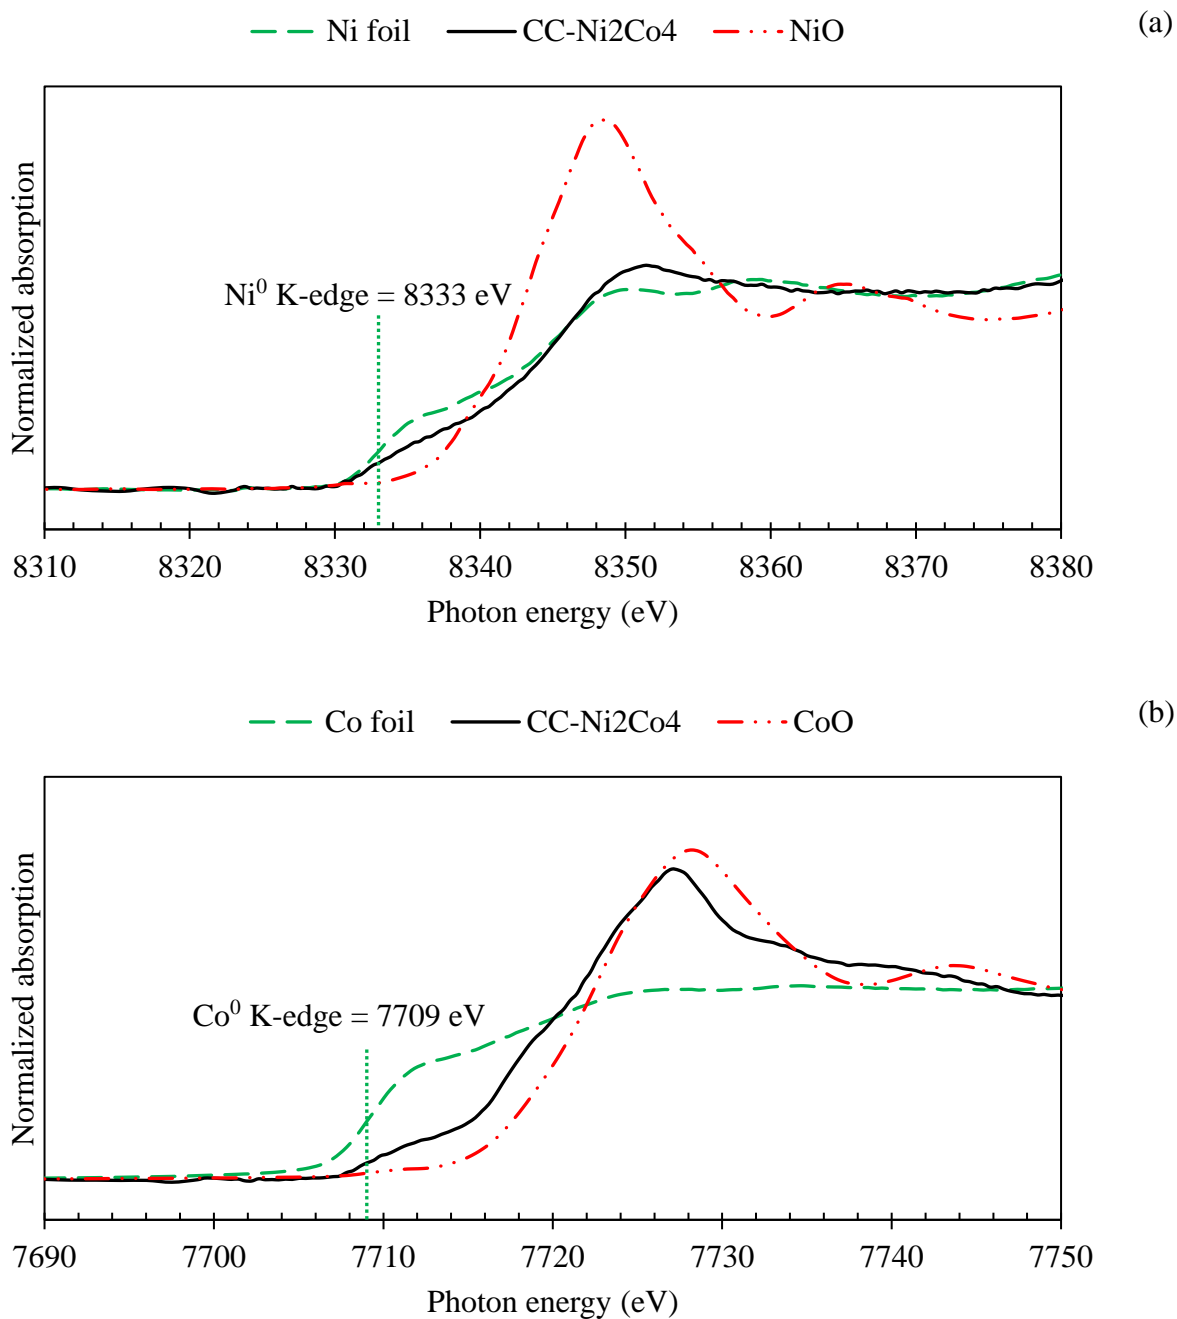 Ni foil CC-Ni2Co4 NiO (a)
Normalized absorption
Ni⁰ K-edge = 8333 eV
8310 8320 8330 8340 8350 8360 8370 8380
Photon energy (eV)
Co foil CC-Ni2Co4 CoO (b)
Normalized absorption
Co⁰ K-edge = 7709 eV
7690 7700 7710 7720 7730 7740 7750
Photon energy (eV)